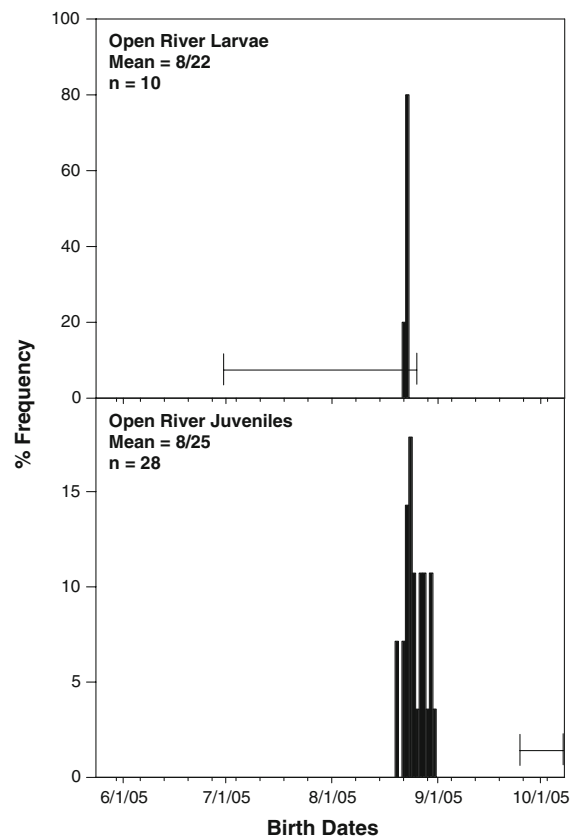 100
Open River Larvae
Mean = 8/22
n = 10
80
60
40
20
0
% Frequency
Open River Juveniles
Mean = 8/25
n = 28
15
10
5
0
6/1/05 7/1/05 8/1/05 9/1/05 10/1/05
Birth Dates